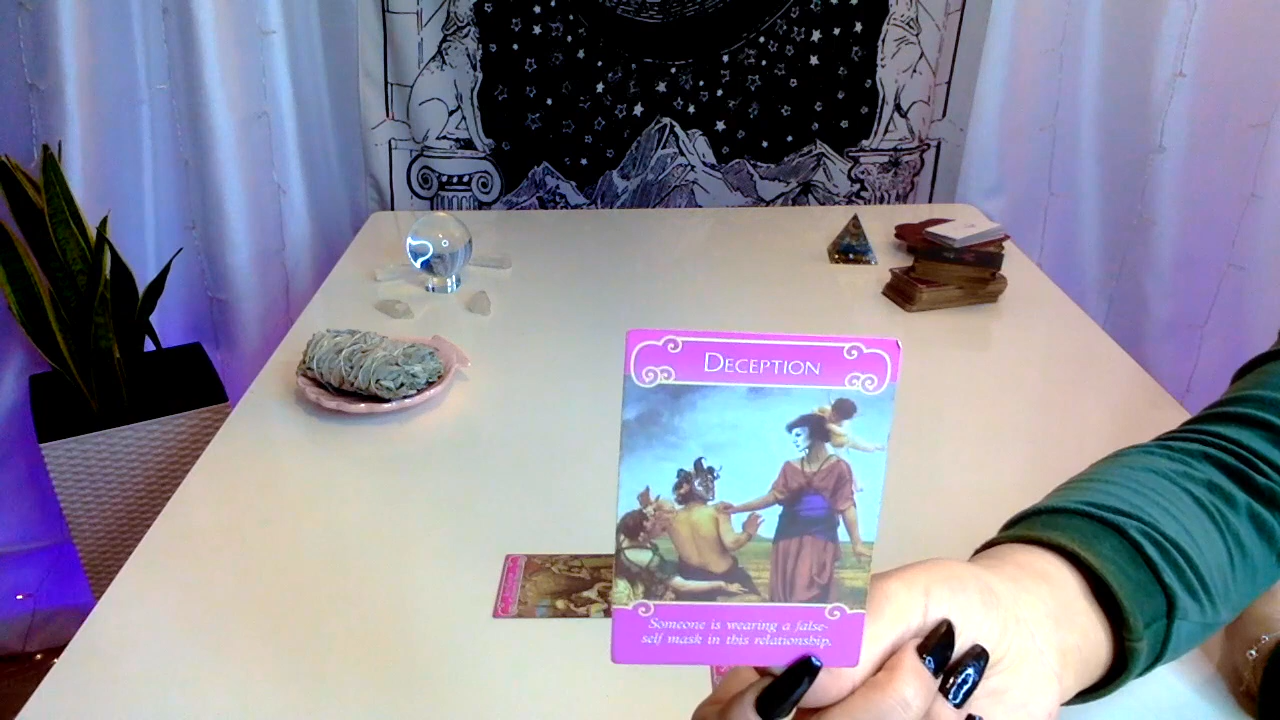 DECEPTION
Someone is wearing a false-
self mask in this relationship.